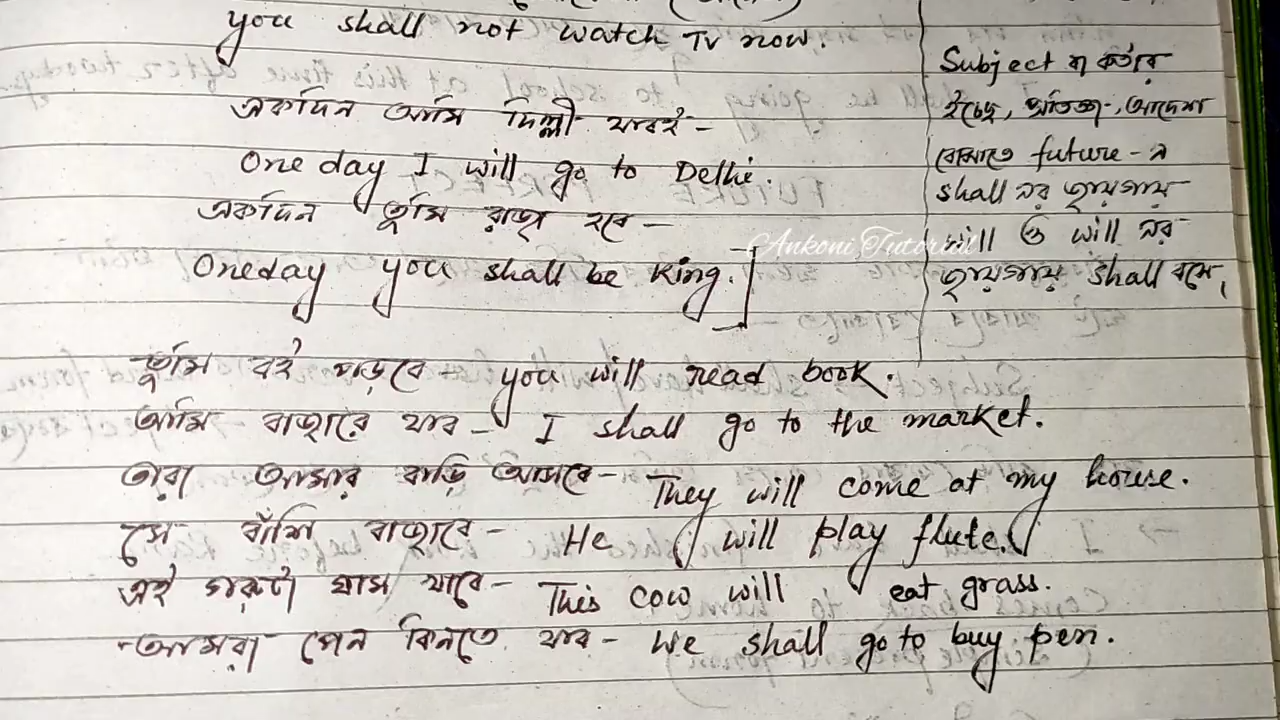 you shall not watch TV now.
একদিন আমি দিল্লী যাবই -
One day I will go to Delhi.
একদিন তুমি রাজা হবে -
Oneday you shall be king.
Subject বা কর্তার
ইচ্ছে, প্রতিজ্ঞা, আদেশ
বোঝাতে future-এ
shall এর জায়গায়
will ও will এর
জায়গায় shall বসে,
Ankoni Tutorial
তুমি বই পড়বে - you will read book.
আমি বাজারে যাব - I shall go to the market.
তারা আমার বাড়ি আসবে - They will come at my house.
সে বাঁশি বাজাবে - He will play flute.
এই গরুটা ঘাস খাবে - This cow will eat grass.
আমরা পেন কিনতে যাব - We shall go to buy pen.